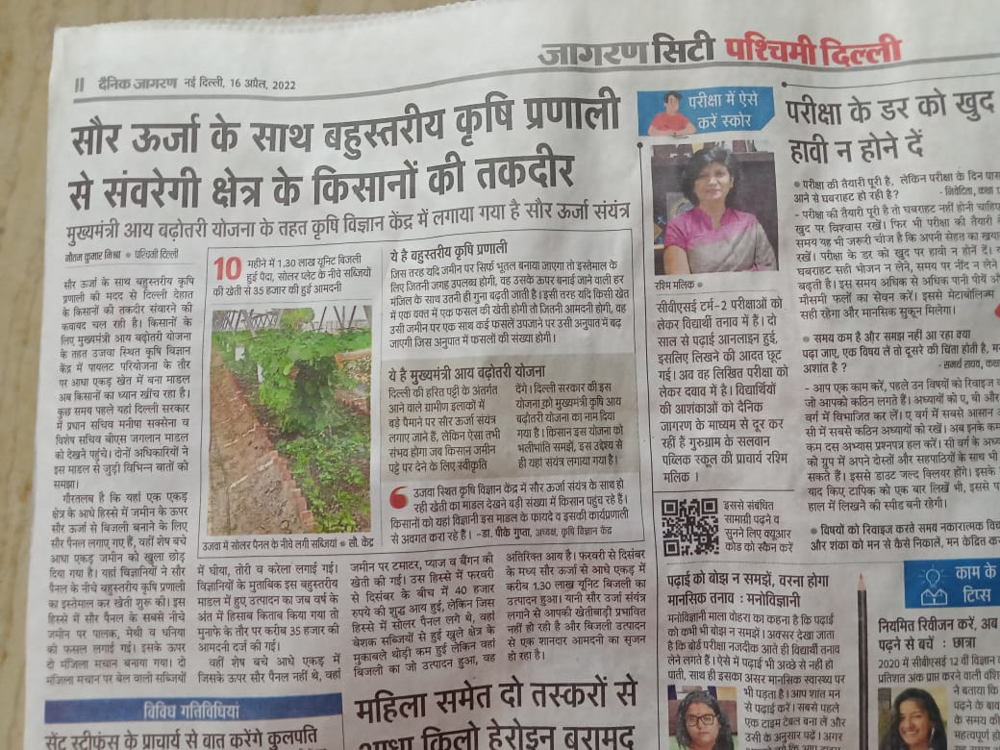 जागरण सिटी पश्चिमी दिल्ली
II दैनिक जागरण नई दिल्ली, 16 अप्रैल, 2022
सौर ऊर्जा के साथ बहुस्तरीय कृषि प्रणाली
से संवरेगी क्षेत्र के किसानों की तकदीर
मुख्यमंत्री आय बढ़ोतरी योजना के तहत कृषि विज्ञान केंद्र में लगाया गया है सौर ऊर्जा संयंत्र
गौतम कुमार मिश्रा • पश्चिमी दिल्ली
सौर ऊर्जा के साथ बहुस्तरीय कृषि
प्रणाली की मदद से दिल्ली देहात
के किसानों की तकदीर संवारने की
कवायद चल रही है। किसानों के
लिए मुख्यमंत्री आय बढ़ोतरी योजना
के तहत उजवा स्थित कृषि विज्ञान
केंद्र में पायलट परियोजना के तौर
पर आधा एकड़ खेत में बना माडल
अब किसानों का ध्यान खींच रहा है।
कुछ समय पहले यहां दिल्ली सरकार
में प्रधान सचिव मनीषा सक्सेना व
विशेष सचिव बीएस जगलान माडल
को देखने पहुंचे। दोनों अधिकारियों ने
इस माडल से जुड़ी विभिन्न बातों को
समझा।
गौरतलब है कि यहां एक एकड़
क्षेत्र के आधे हिस्से में जमीन के ऊपर
सौर ऊर्जा से बिजली बनाने के लिए
सौर पैनल लगाए गए हैं, वहीं शेष बचे
आधा एकड़ जमीन को खुला छोड़
दिया गया है। यहां विज्ञानियों ने सौर
पैनल के नीचे बहुस्तरीय कृषि प्रणाली
का इस्तेमाल कर खेती शुरू की। इस
हिस्से में सौर पैनल के सबसे नीचे
जमीन पर पालक, मेथी व धनिया
की फसल लगाई गई। इसके ऊपर
दो मंजिला मचान बनाया गया। दो
मंजिला मचान पर बेल वाली सब्जियों
10 महीने में 1.30 लाख यूनिट बिजली
हुई पैदा, सोलर प्लेट के नीचे सब्जियों
की खेती से 35 हजार की हुई आमदनी
उजवा में सोलर पैनल के नीचे लगी सब्जियां • सौ. केंद्र
ये है बहुस्तरीय कृषि प्रणाली
जिस तरह यदि जमीन पर सिर्फ भूतल बनाया जाएगा तो इस्तेमाल के
लिए जितनी जगह उपलब्ध होगी, वह उसके ऊपर बनाई जाने वाली हर
मंजिल के साथ उतनी ही गुना बढ़ती जाती है। इसी तरह यदि किसी खेत
में एक वक्त में एक फसल की खेती होगी तो जितनी आमदनी होगी, वह
उसी जमीन पर एक साथ कई फसलें उपजाने पर उसी अनुपात में बढ़
जाएगी जिस अनुपात में फसलों की संख्या होगी।
ये है मुख्यमंत्री आय बढ़ोतरी योजना
दिल्ली की हरित पट्टी के अंतर्गत
आने वाले ग्रामीण इलाकों में
बड़े पैमाने पर सौर ऊर्जा संयंत्र
लगाए जाने हैं, लेकिन ऐसा तभी
संभव होगा जब किसान जमीन
पट्टे पर देने के लिए स्वीकृति
देंगे। दिल्ली सरकार की इस
योजना को मुख्यमंत्री कृषि आय
बढ़ोतरी योजना का नाम दिया
गया है। किसान इस योजना को
भलीभांति समझें, इस उद्देश्य से
ही यहां संयंत्र लगाया गया है।
उजवा स्थित कृषि विज्ञान केंद्र में सौर ऊर्जा संयंत्र के साथ हो
रही खेती का माडल देखने बड़ी संख्या में किसान पहुंच रहे हैं।
किसानों को यहां विज्ञानी इस माडल के फायदे व इसकी कार्यप्रणाली
से अवगत करा रहे हैं। -डा. पीके गुप्ता, अध्यक्ष, कृषि विज्ञान केंद्र
में घीया, तोरी व करेला लगाई गई।
विज्ञानियों के मुताबिक इस बहुस्तरीय
माडल में हुए उत्पादन का जब वर्ष के
अंत में हिसाब किताब किया गया तो
मुनाफे के तौर पर करीब 35 हजार की
आमदनी दर्ज की गई।
वहीं शेष बचे आधे एकड़ में
जिसके ऊपर सौर पैनल नहीं थे, वहां
जमीन पर टमाटर, प्याज व बैंगन की
खेती की गई। उस हिस्से में फरवरी
से दिसंबर के बीच में 40 हजार
रुपये की शुद्ध आय हुई, लेकिन जिस
हिस्से में सोलर पैनल लगे थे, वहां
बेशक सब्जियों से हुई खुले क्षेत्र के
मुकाबले थोड़ी कम हुई लेकिन वहां
बिजली का जो उत्पादन हुआ, वह
अतिरिक्त आय है। फरवरी से दिसंबर
के मध्य सौर ऊर्जा से आधे एकड़ में
करीब 1.30 लाख यूनिट बिजली का
उत्पादन हुआ। यानी सौर ऊर्जा संयंत्र
लगाने से आपकी खेतीबाड़ी प्रभावित
नहीं हो रही है और बिजली उत्पादन
से एक शानदार आमदनी का सृजन
हो रहा है।
विविध गतिविधियां
सेंट स्टीफंस के प्राचार्य से बात करेंगे कुलपति
महिला समेत दो तस्करों से
आधा किलो हेरोइन बरामद
परीक्षा में ऐसे
करें स्कोर
रश्मि मलिक •
सीबीएसई टर्म-2 परीक्षाओं को
लेकर विद्यार्थी तनाव में हैं। दो
साल से पढ़ाई आनलाइन हुई,
इसलिए लिखने की आदत छूट
गई। अब वह लिखित परीक्षा को
लेकर दबाव में है। विद्यार्थियों
की आशंकाओं को दैनिक
जागरण के माध्यम से दूर कर
रहीं हैं गुरुग्राम के सलवान
पब्लिक स्कूल की प्राचार्य रश्मि
मलिक।
इससे संबंधित
सामग्री पढ़ने व
सुनने लिए क्यूआर
कोड को स्कैन करें
परीक्षा के डर को खुद
हावी न होने दें
• परीक्षा की तैयारी पूरी है, लेकिन परीक्षा के दिन पास
आने से घबराहट हो रही है?
- निवेदिता, कक्षा
- परीक्षा की तैयारी पूरी है तो घबराहट नहीं होनी
खुद पर विश्वास रखें। फिर भी परीक्षा की तैयारी
समय यह भी जरूरी चीज है कि अपनी सेहत का
रखें। परीक्षा के डर को खुद पर हावी न होनें दें।
घबराहट सही भोजन न लेने, समय पर नींद न लेने
बढ़ती है। इस समय अधिक से अधिक पानी पीयें
मौसमी फलों का सेवन करें। इससे मेटाबोलिज्म
सही रहेगा और मानसिक सुकून मिलेगा।
• समय कम है और समझ नहीं आ रहा क्या
पढ़ा जाए, एक विषय लें तो दूसरे की चिंता होती है,
अशांत है?
- समर्थ रावत,
- आप एक काम करें, पहले उन विषयों को रिवाइज
जो आपको कठिन लगते हैं। अध्यायों को ए, बी और
वर्ग में विभाजित कर लें। ए वर्ग में सबसे आसान
सी में सबसे कठिन अध्यायों को रखें। अब इनके कम
कम दस अभ्यास प्रश्नपत्र हल करें। सी वर्ग के
को ग्रुप में अपने दोस्तों और सहपाठियों के साथ भी
सकते हैं। इससे डाउट जल्द क्लियर होंगे। इसके
याद किए टापिक को एक बार लिखें भी, इससे
हाल में लिखने की स्पीड बनी रहेगी।
• विषयों को रिवाइज करते समय नकारात्मक
और शंका को मन से कैसे निकालें, मन केंद्रित
पढ़ाई को बोझ न समझें, वरना होगा
मानसिक तनाव : मनोविज्ञानी
मनोविज्ञानी माला वोहरा का कहना है कि पढ़ाई
को कभी भी बोझ न समझें। अक्सर देखा जाता
है कि बोर्ड परीक्षा नजदीक आते ही विद्यार्थी तनाव
लेने लगते हैं। ऐसे में पढ़ाई भी अच्छे से नहीं हो
पाती, साथ ही इसका असर मानसिक स्वास्थ्य पर
भी पड़ता है। आप शांत मन
से पढ़ाई करें। सबसे पहले
एक टाइम टेबल बना लें और
उसी के अनुसार पढ़ें। अगर
काम के
टिप्स
नियमित रिवीजन करें, अब
पढ़ने से बचें : छात्रा
2020 में सीबीएसई 12 वीं विज्ञान
प्रतिशत अंक प्राप्त करने वाली
ने बताया कि
पढ़ने के बाद
के समय की
महत्वपूर्ण